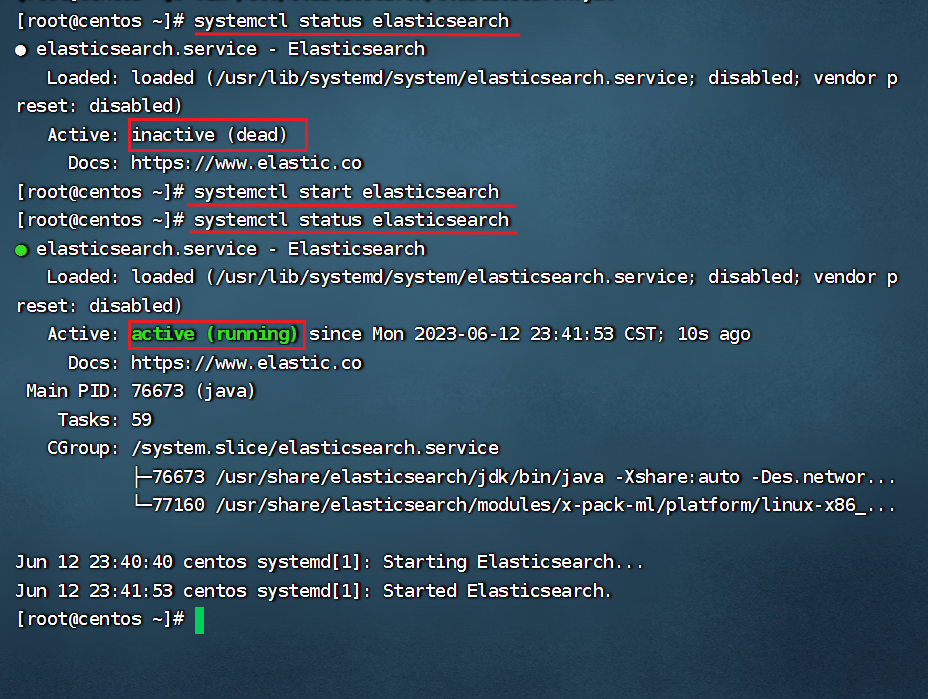 [root@centos ~]# systemctl status elasticsearch
● elasticsearch.service - Elasticsearch
   Loaded: loaded (/usr/lib/systemd/system/elasticsearch.service; disabled; vendor p
reset: disabled)
   Active: inactive (dead)
     Docs: https://www.elastic.co
[root@centos ~]# systemctl start elasticsearch
[root@centos ~]# systemctl status elasticsearch
● elasticsearch.service - Elasticsearch
   Loaded: loaded (/usr/lib/systemd/system/elasticsearch.service; disabled; vendor p
reset: disabled)
   Active: active (running) since Mon 2023-06-12 23:41:53 CST; 10s ago
     Docs: https://www.elastic.co
 Main PID: 76673 (java)
    Tasks: 59
   CGroup: /system.slice/elasticsearch.service
           ├─76673 /usr/share/elasticsearch/jdk/bin/java -Xshare:auto -Des.networ...
           └─77160 /usr/share/elasticsearch/modules/x-pack-ml/platform/linux-x86_...

Jun 12 23:40:40 centos systemd[1]: Starting Elasticsearch...
Jun 12 23:41:53 centos systemd[1]: Started Elasticsearch.
[root@centos ~]#